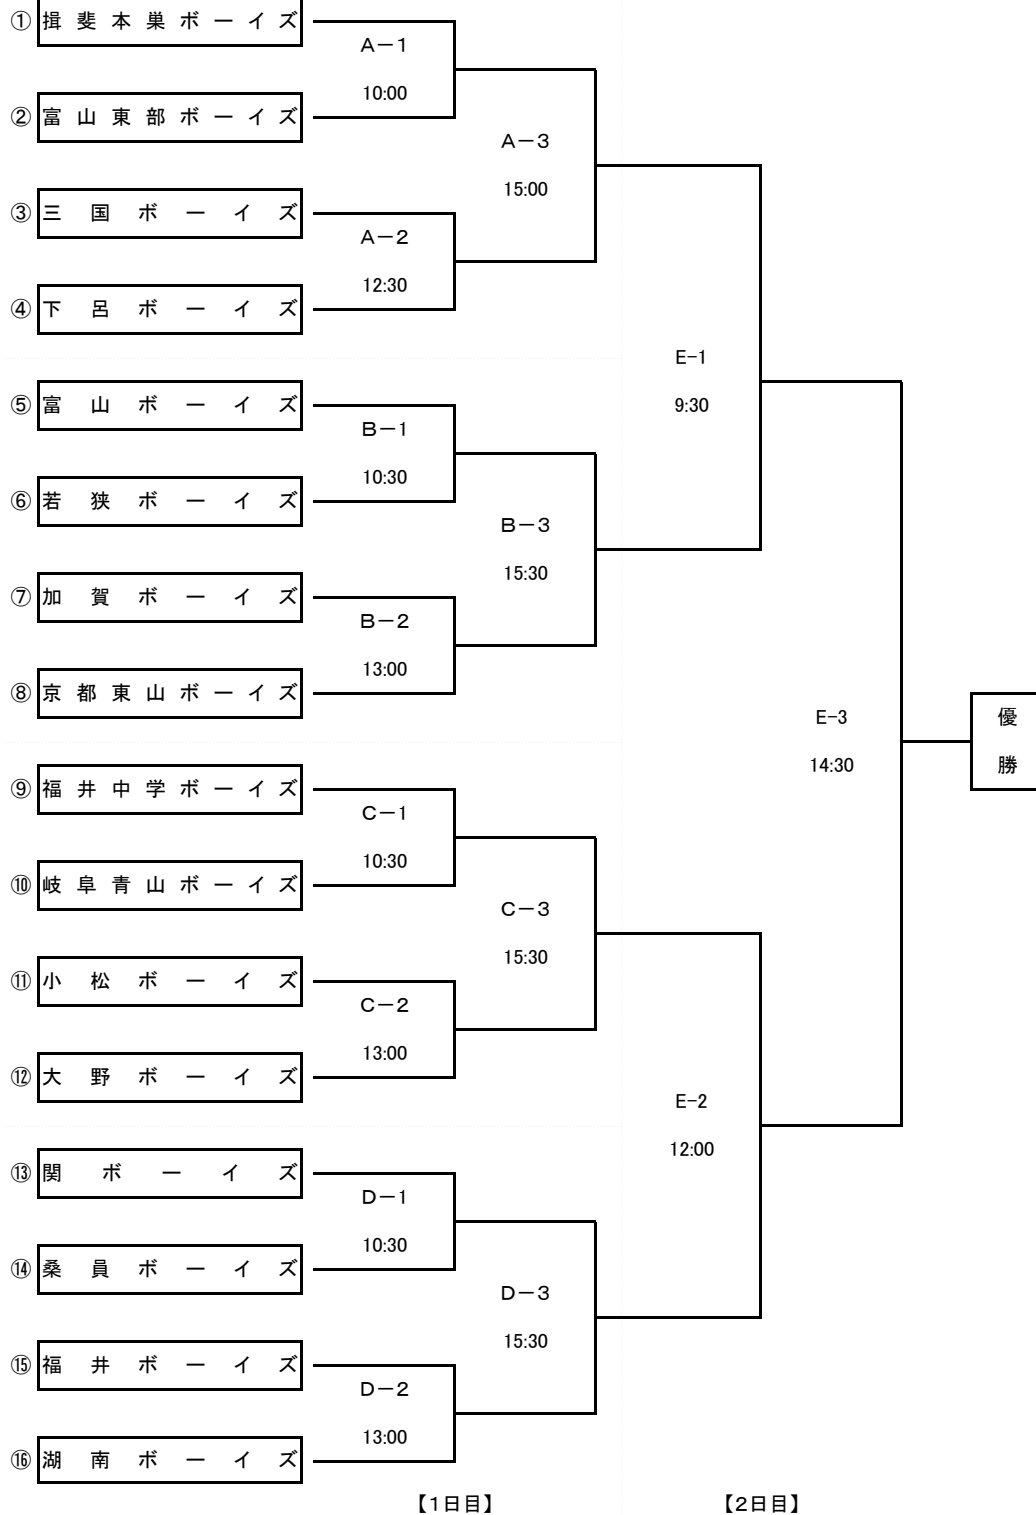 ①揖斐本巣ボーイズ
A－1
10:00
②富山東部ボーイズ
A－3
15:00
③三国ボーイズ
A－2
12:30
④下呂ボーイズ
E-1
9:30
⑤富山ボーイズ
B－1
10:30
⑥若狭ボーイズ
B－3
15:30
⑦加賀ボーイズ
B－2
13:00
⑧京都東山ボーイズ
E-3
14:30
優
勝
⑨福井中学ボーイズ
C－1
10:30
⑩岐阜青山ボーイズ
C－3
15:30
⑪小松ボーイズ
C－2
13:00
⑫大野ボーイズ
E-2
12:00
⑬関ボーイズ
D－1
10:30
⑭桑員ボーイズ
D－3
15:30
⑮福井ボーイズ
D－2
13:00
⑯湖南ボーイズ
【1日目】 【2日目】